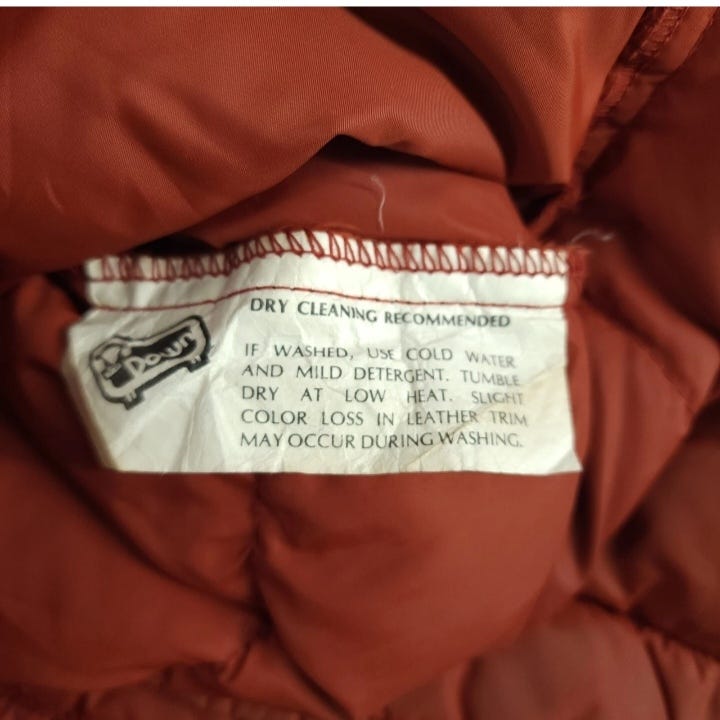 DRY CLEANING RECOMMENDED
Down
IF WASHED, USE COLD WATER
AND MILD DETERGENT. TUMBLE
DRY AT LOW HEAT. SLIGHT
COLOR LOSS IN LEATHER TRIM
MAY OCCUR DURING WASHING.